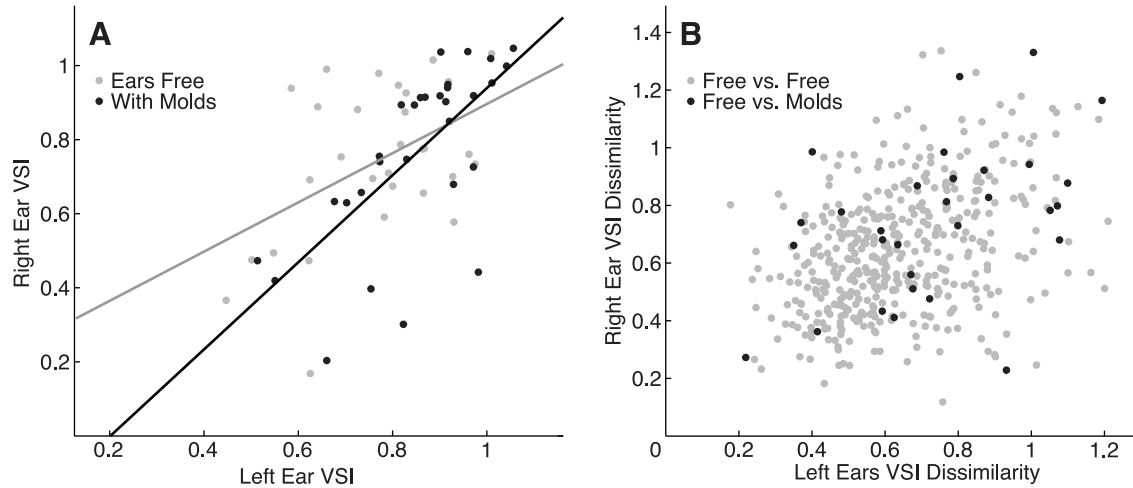 A
Ears Free
With Molds
Right Ear VSI
1
0.8
0.6
0.4
0.2
0.2
0.4
0.6
0.8
1
Left Ear VSI
B
Free vs. Free
Free vs. Molds
Right Ear VSI Dissimilarity
1.4
1.2
1
0.8
0.6
0.4
0.2
0
0.2
0.4
0.6
0.8
1
1.2
Left Ears VSI Dissimilarity